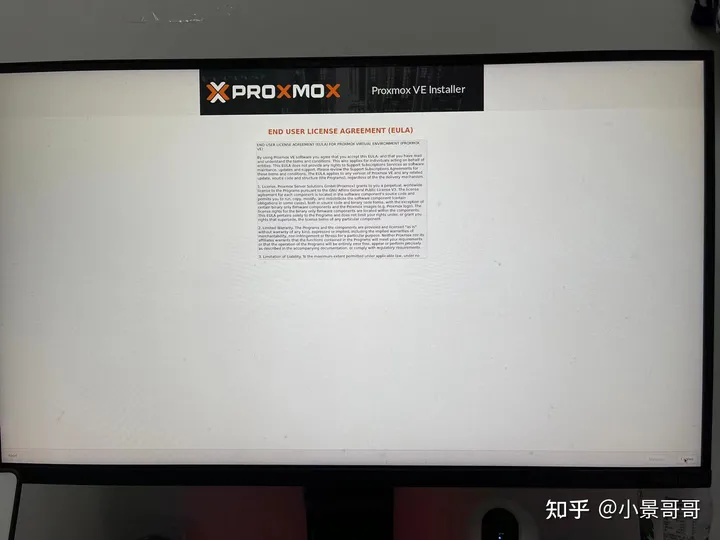 PROXMOX
Proxmox VE Installer
END USER LICENSE AGREEMENT (EULA)
END USER LICENSE AGREEMENT (EULA) FOR PROXMOX VIRTUAL ENVIRONMENT (PROXMOX
VE)
By using Proxmox VE software you agree that you accept this EULA, and that you have read
and understand the terms and conditions. This also applies for individuals acting on behalf of
entities. This EULA does not provide any rights to Support Subscriptions Services as software
maintenance, updates and support. Please review the Support Subscriptions Agreements for
these terms and conditions. The EULA applies to any version of Proxmox VE and any related
update, source code and structure (the Programs), regardless of the the delivery mechanism.
1. License. Proxmox Server Solutions GmbH (Proxmox) grants to you a perpetual, worldwide
license to the Programs pursuant to the GNU Affero General Public License V3. The license
agreement for each component is located in the software component's source code and
permits you to run, copy, modify, and redistribute the software component (certain
obligations in some cases), both in source code and binary code forms, with the exception of
certain binary only firmware components and the Proxmox images (e.g. Proxmox logo). The
license rights for the binary only firmware components are located within the components.
This EULA pertains solely to the Programs and does not limit your rights under, or grant you
rights that supersede, the license terms of any particular component.
2. Limited Warranty. The Programs and the components are provided and licensed "as is"
without warranty of any kind, expressed or implied, including the implied warranties of
merchantability, non-infringement or fitness for a particular purpose. Neither Proxmox nor its
affiliates warrants that the functions contained in the Programs will meet your requirements
or that the operation of the Programs will be entirely error free, appear or perform precisely
as described in the accompanying documentation, or comply with regulatory requirements.
3. Limitation of Liability. To the maximum extent permitted under applicable law, under no
知乎 @小景哥哥